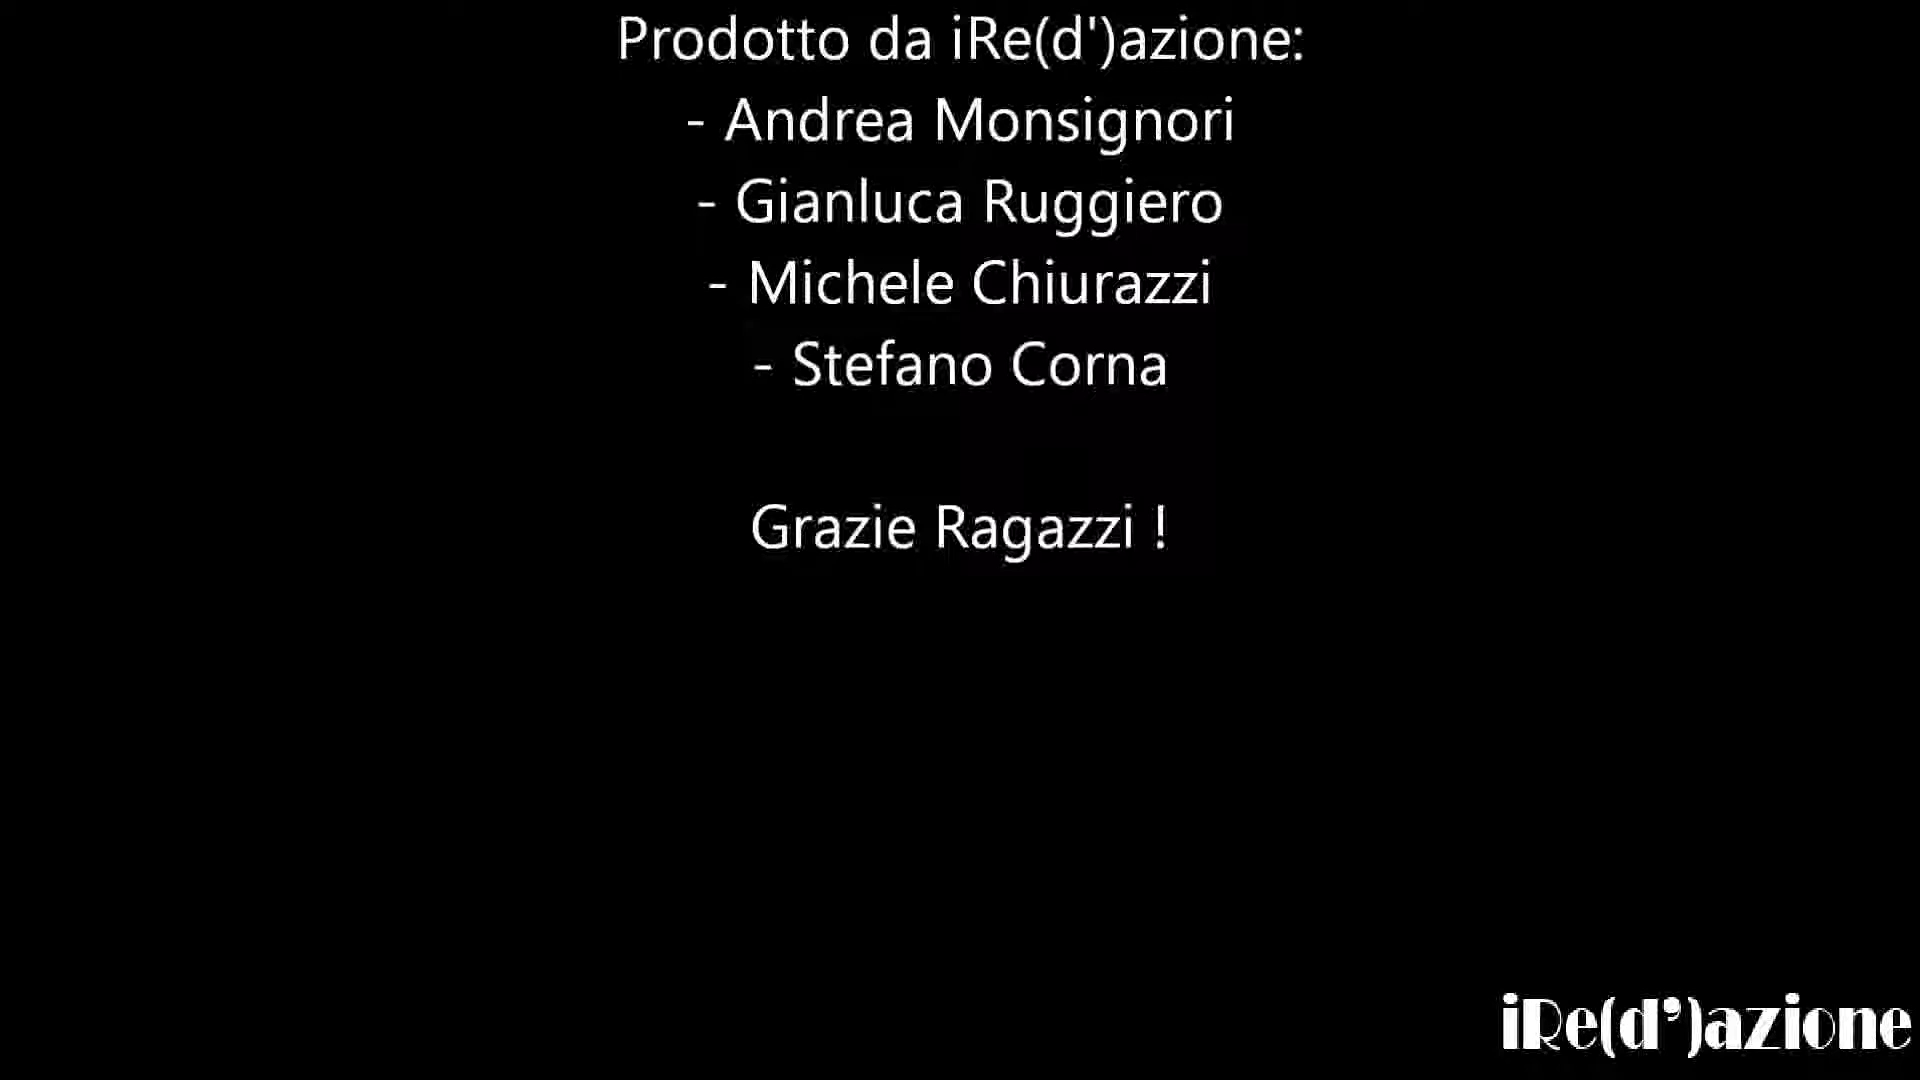 Prodotto da iRe(d')azione:
- Andrea Monsignori
- Gianluca Ruggiero
- Michele Chiurazzi
- Stefano Corna
Grazie Ragazzi !
iRe(d’)azione